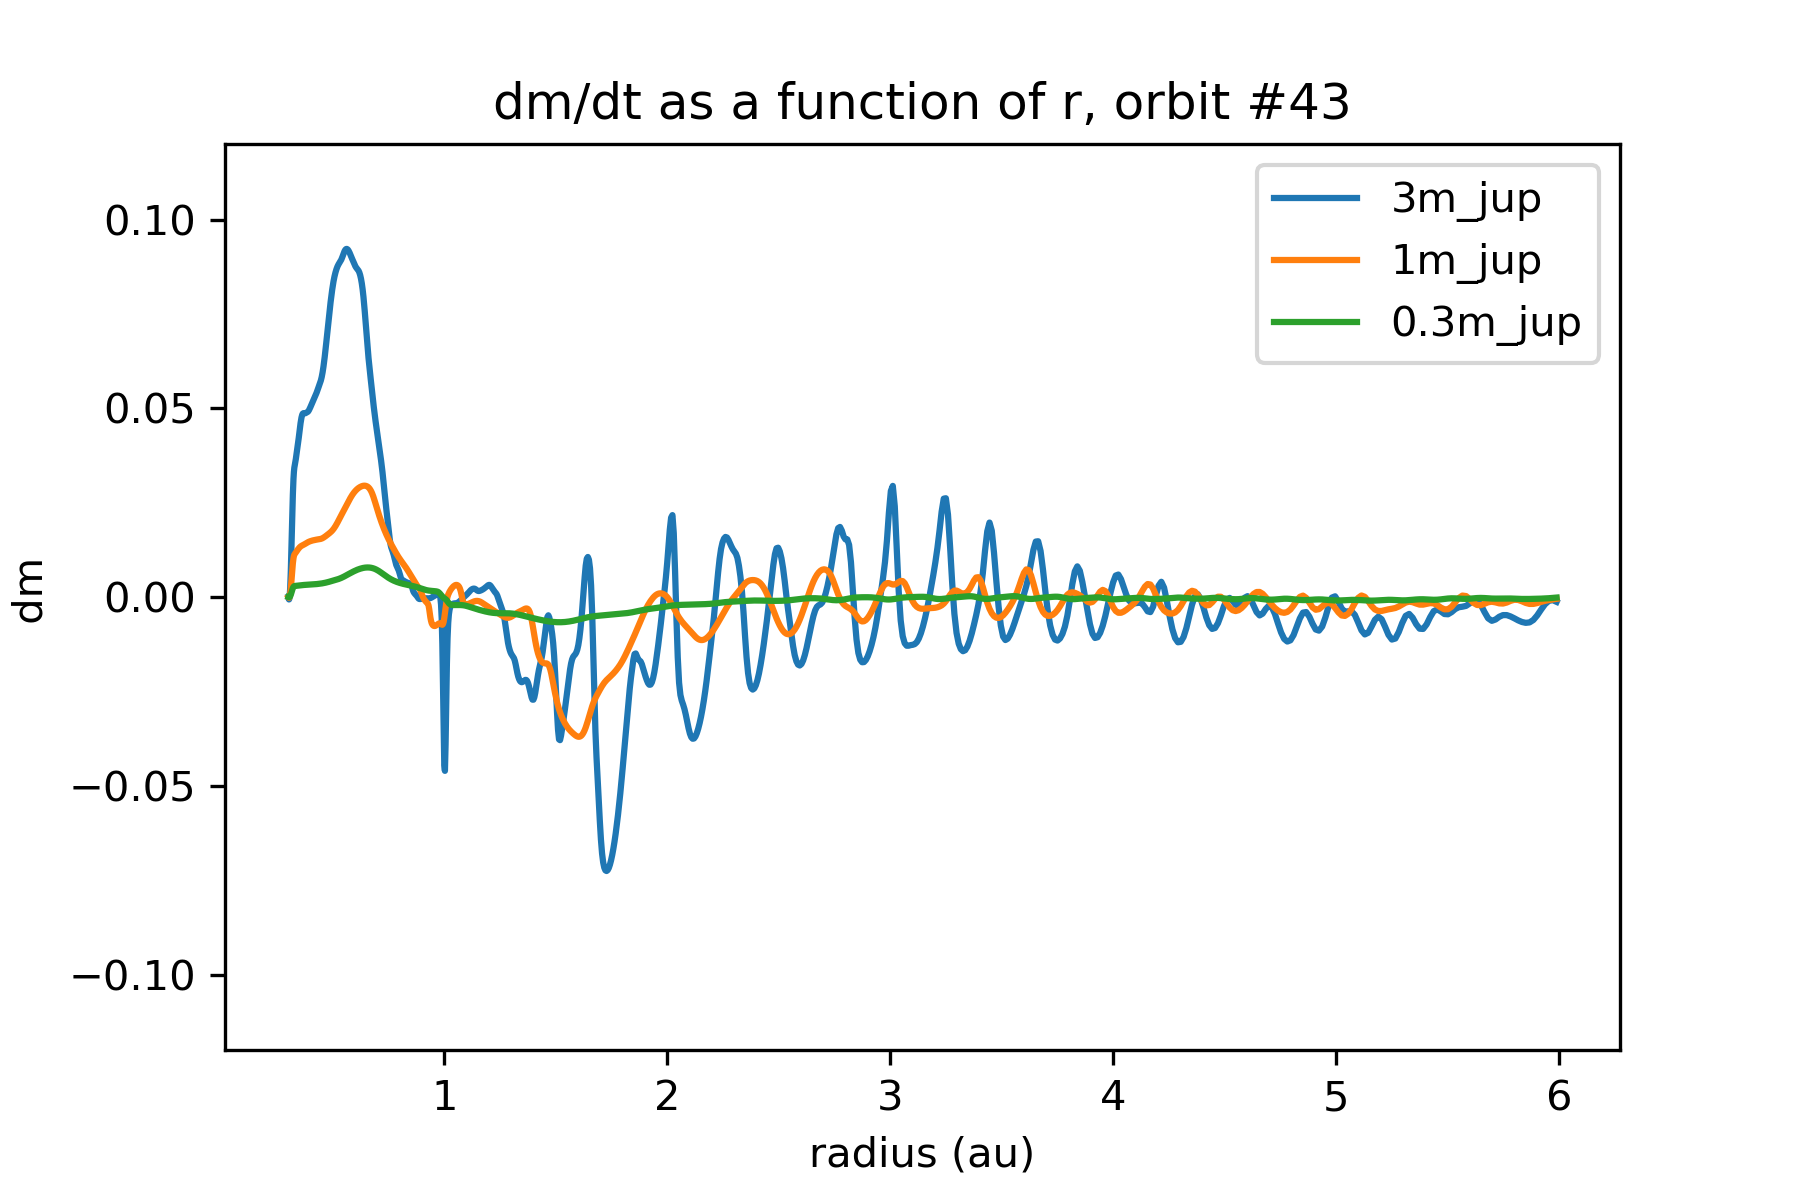 dm/dt as a function of r, orbit #43
3m_jup
1m_jup
0.3m_jup
0.10
0.05
0.00
−0.05
−0.10
dm
1 2 3 4 5 6
radius (au)